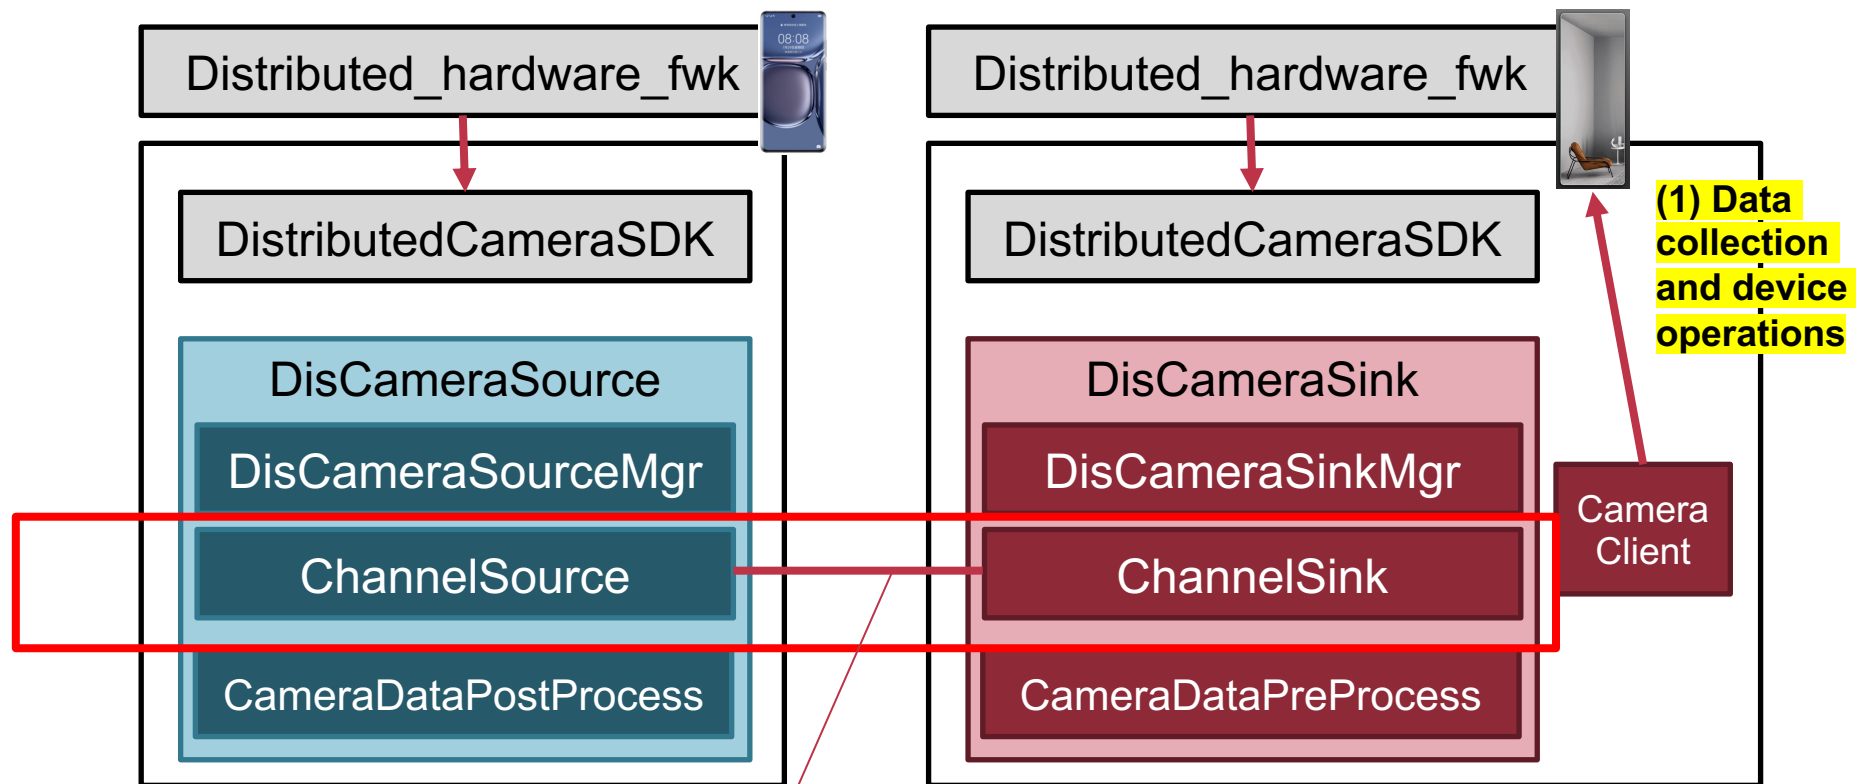 Distributed_hardware_fwk
08:08
Distributed_hardware_fwk
DistributedCameraSDK
DistributedCameraSDK
(1) Data
collection
and device
operations
DisCameraSource
DisCameraSink
DisCameraSourceMgr
DisCameraSinkMgr
Camera
Client
ChannelSource
ChannelSink
CameraDataPostProcess
CameraDataPreProcess